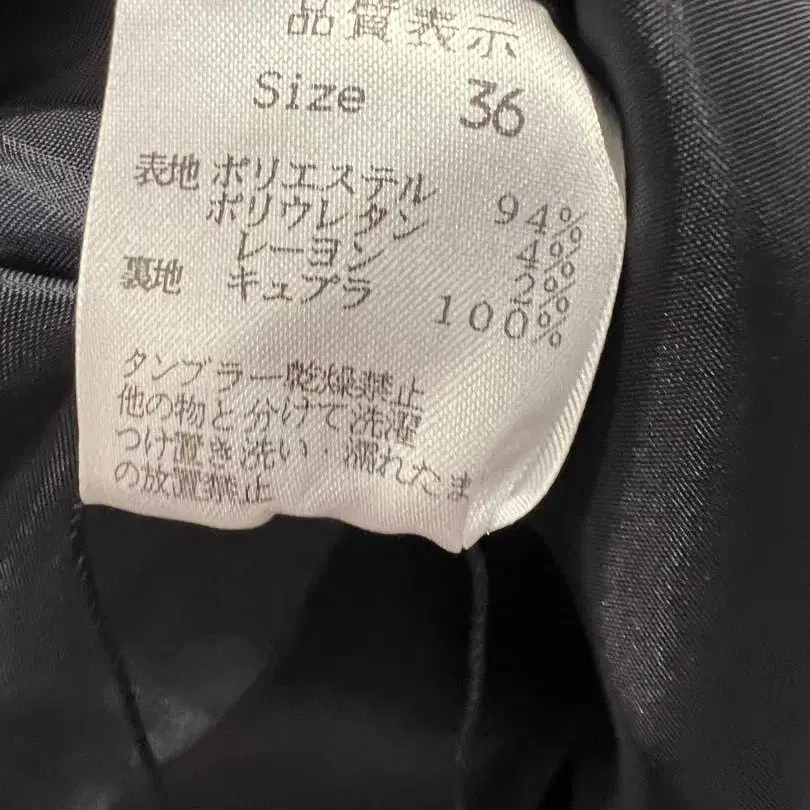 品質表示
Size 36
表地 ポリエステル 94%
ポリウレタン 4%
レーヨン 2%
裏地 キュプラ 100%
タンブラー乾燥禁止
他の物と分けて洗濯
つけ置き洗い・濡れたま
の放置禁止